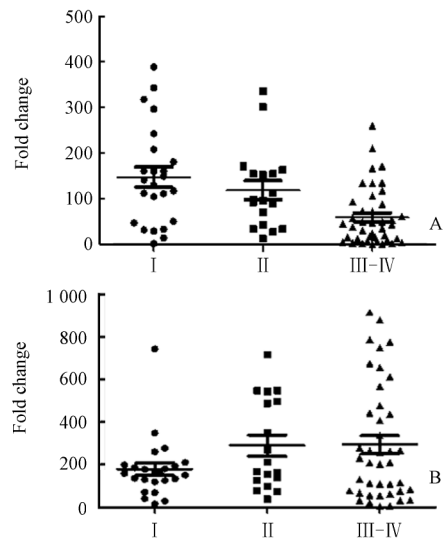 500
400
300
200
100
0
Fold change
I
II
III-IV
A
1 000
800
600
400
200
0
Fold change
I
II
III-IV
B